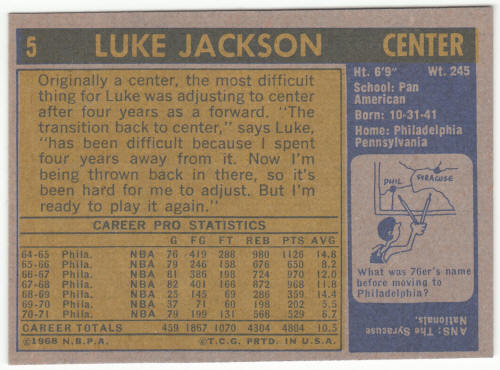 5 LUKE JACKSON CENTER
Originally a center, the most difficult
thing for Luke was adjusting to center
after four years as a forward. "The
transition back to center," says Luke,
"has been difficult because I spent
four years away from it. Now I'm
being thrown back in there, so it's
been hard for me to adjust. But I'm
ready to play it again."
CAREER PRO STATISTICS
G FG FT REB PTS AVG
64-65 Phila. NBA 76 419 288 980 1126 14.8
65-66 Phila. NBA 79 246 158 676 650 8.2
66-67 Phila. NBA 81 386 198 724 970 12.0
67-68 Phila. NBA 82 401 166 872 968 11.8
68-69 Phila. NBA 25 145 69 286 359 14.4
69-70 Phila. NBA 37 71 60 198 202 5.5
70-71 Phila. NBA 79 199 131 568 529 6.7
CAREER TOTALS 459 1867 1070 4304 4804 10.5
©1968 N.B.P.A. ©T.C.G. PRTD. IN U.S.A.
Ht. 6'9" Wt. 245
School: Pan
American
Born: 10-31-41
Home: Philadelphia
Pennsylvania
PHIL SYRACUSE
What was 76er's name
before moving to
Philadelphia?
ANS: The Syracuse
Nationals.